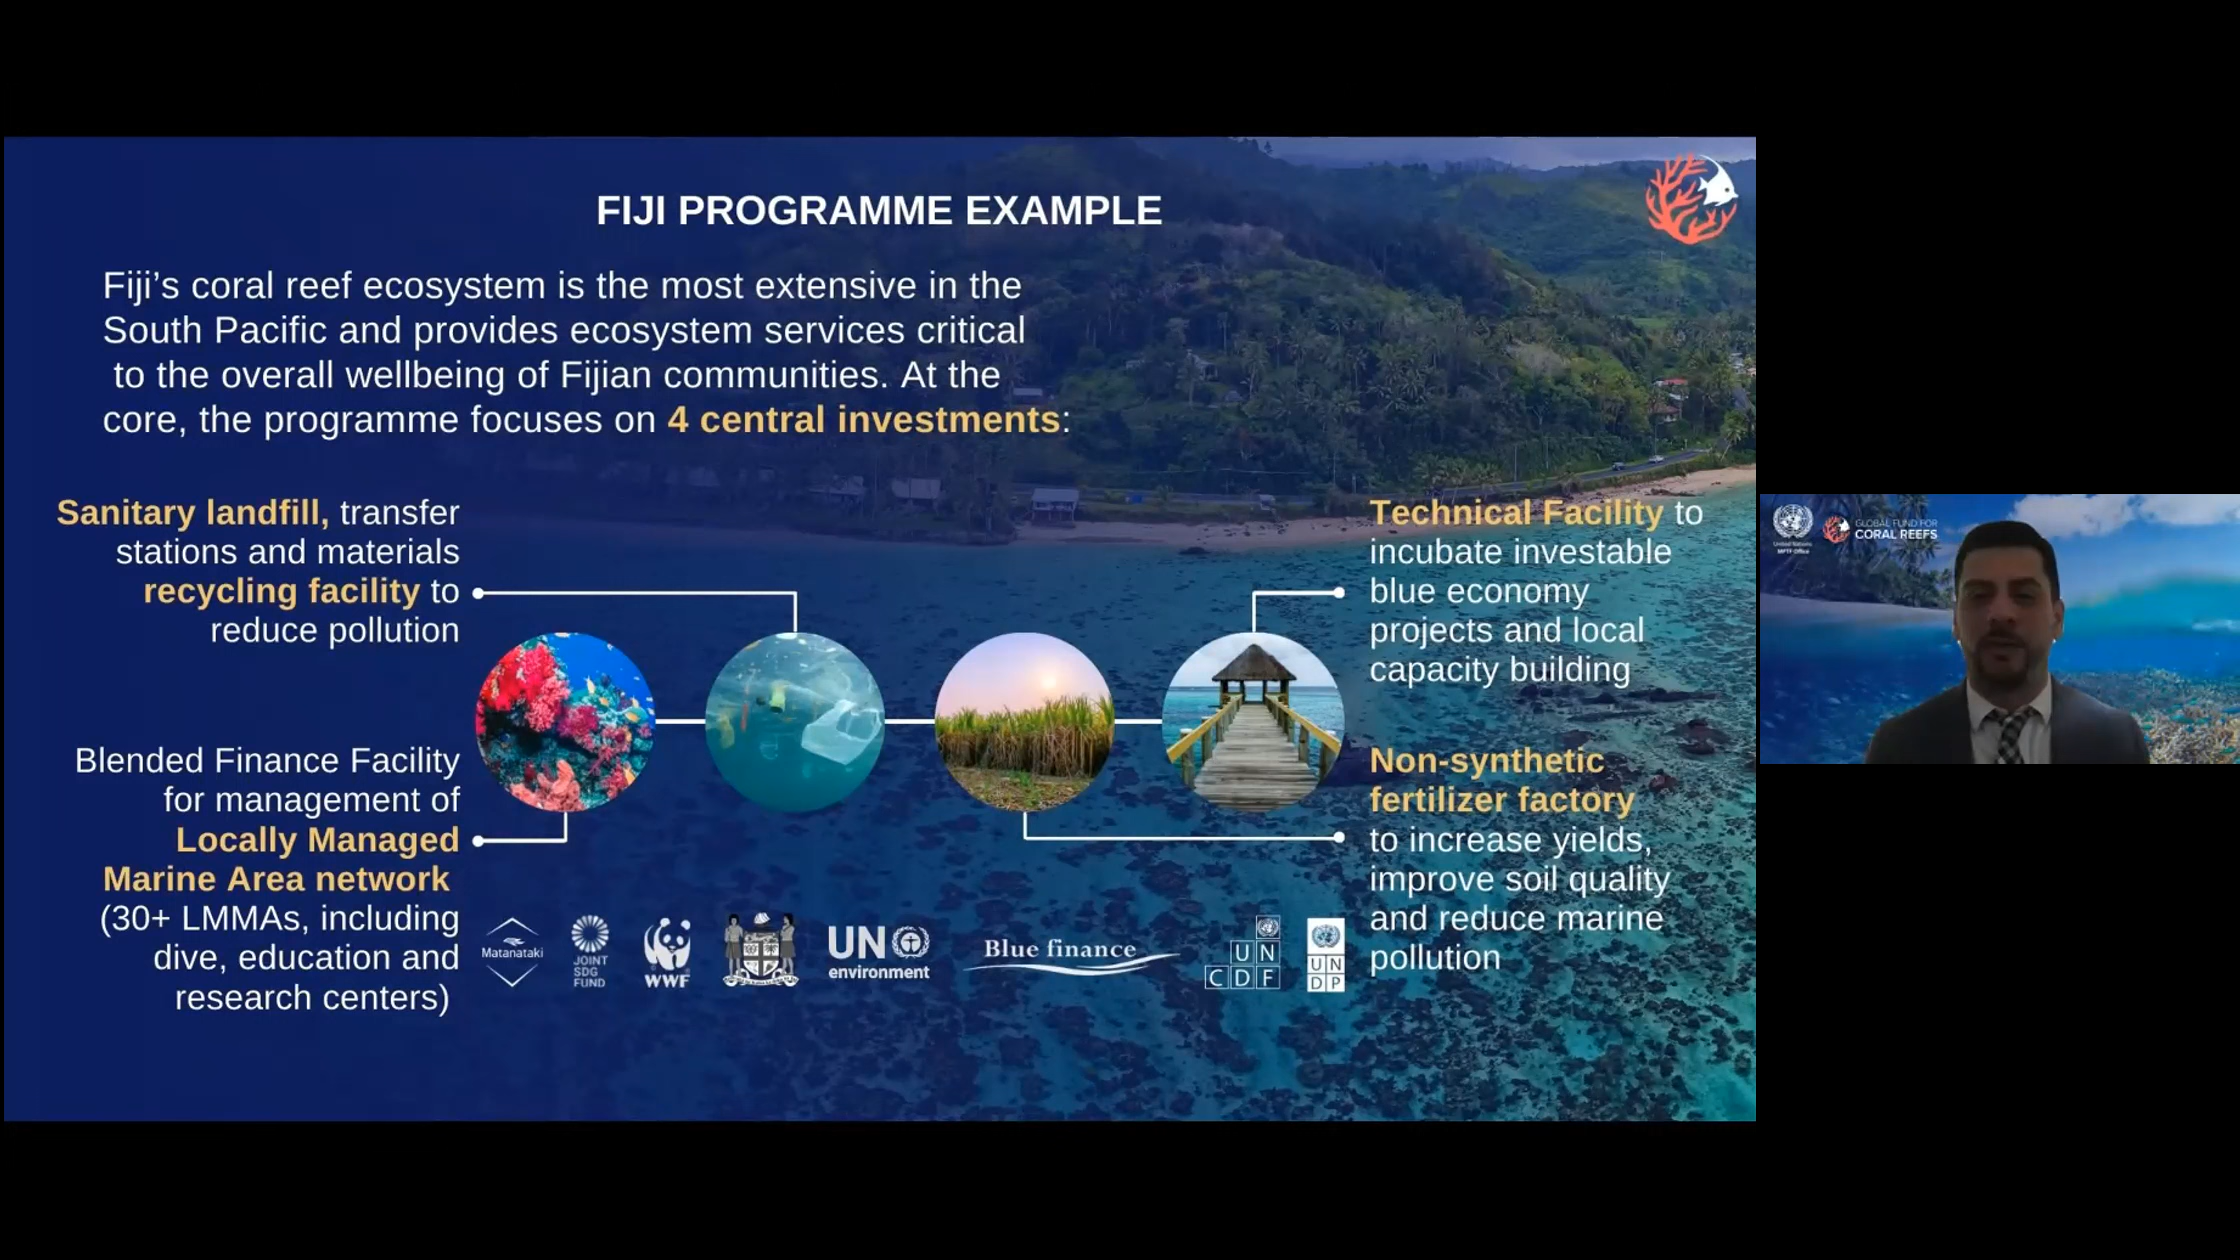 FIJI PROGRAMME EXAMPLE
Fiji’s coral reef ecosystem is the most extensive in the
South Pacific and provides ecosystem services critical
to the overall wellbeing of Fijian communities. At the
core, the programme focuses on 4 central investments:
Sanitary landfill, transfer
stations and materials
recycling facility to
reduce pollution
Blended Finance Facility
for management of
Locally Managed
Marine Area network
(30+ LMMAs, including
dive, education and
research centers)
Technical Facility to
incubate investable
blue economy
projects and local
capacity building
Non-synthetic
fertilizer factory
to increase yields,
improve soil quality
and reduce marine
pollution
Matanataki
JOINT
SDG
FUND
WWF
UN
environment
Blue finance
UN
CDF
UN
DP
United Nations
MPTF Office
GLOBAL FUND FOR
CORAL REEFS